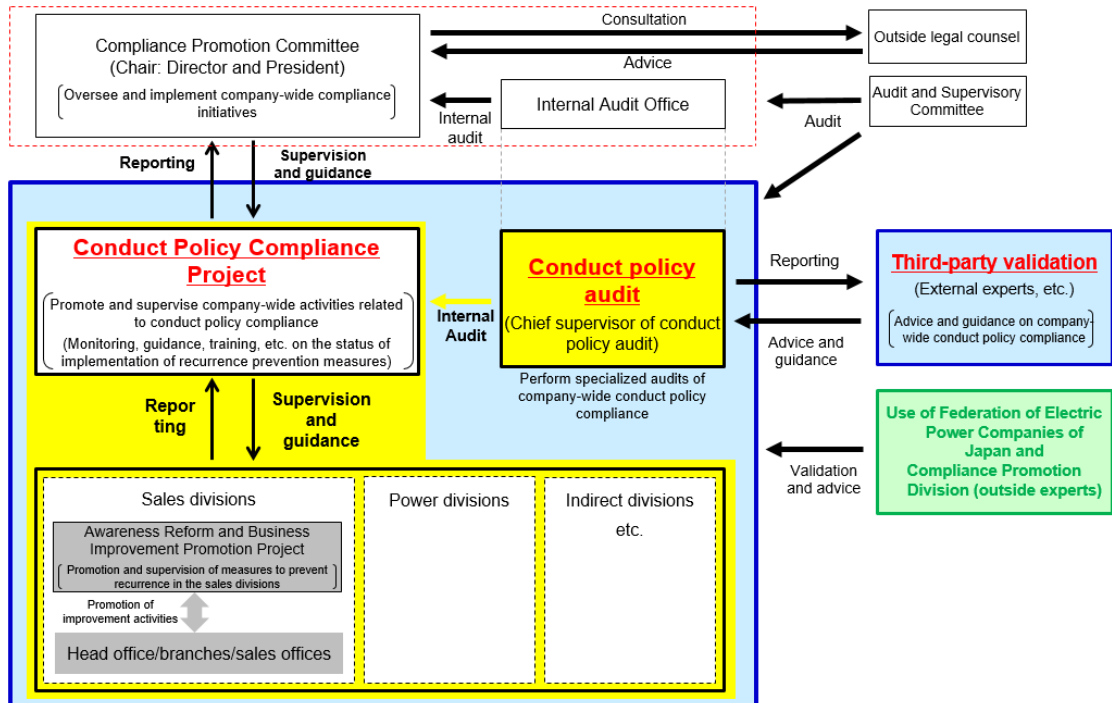 Compliance Promotion Committee
(Chair: Director and President)
Oversee and implement company-wide compliance
initiatives
Consultation
Advice
Outside legal counsel
Internal
audit
Internal Audit Office
Audit
Audit and Supervisory
Committee
Reporting
Supervision
and guidance
Conduct Policy Compliance
Project
Promote and supervise company-wide activities related
to conduct policy compliance
(Monitoring, guidance, training, etc. on the status of
implementation of recurrence prevention measures)
Internal
Audit
Conduct policy
audit
(Chief supervisor of conduct
policy audit)
Perform specialized audits of
company-wide conduct policy
compliance
Reporting
Advice and
guidance
Third-party validation
(External experts, etc.)
Advice and guidance on company-
wide conduct policy compliance
Repor
ting
Supervision
and
guidance
Validation
and advice
Use of Federation of Electric
Power Companies of
Japan and
Compliance Promotion
Division (outside experts)
Sales divisions
Awareness Reform and Business
Improvement Promotion Project
Promotion and supervision of measures to prevent
recurrence in the sales divisions
Promotion of
improvement activities
Head office/branches/sales offices
Power divisions
Indirect divisions
etc.